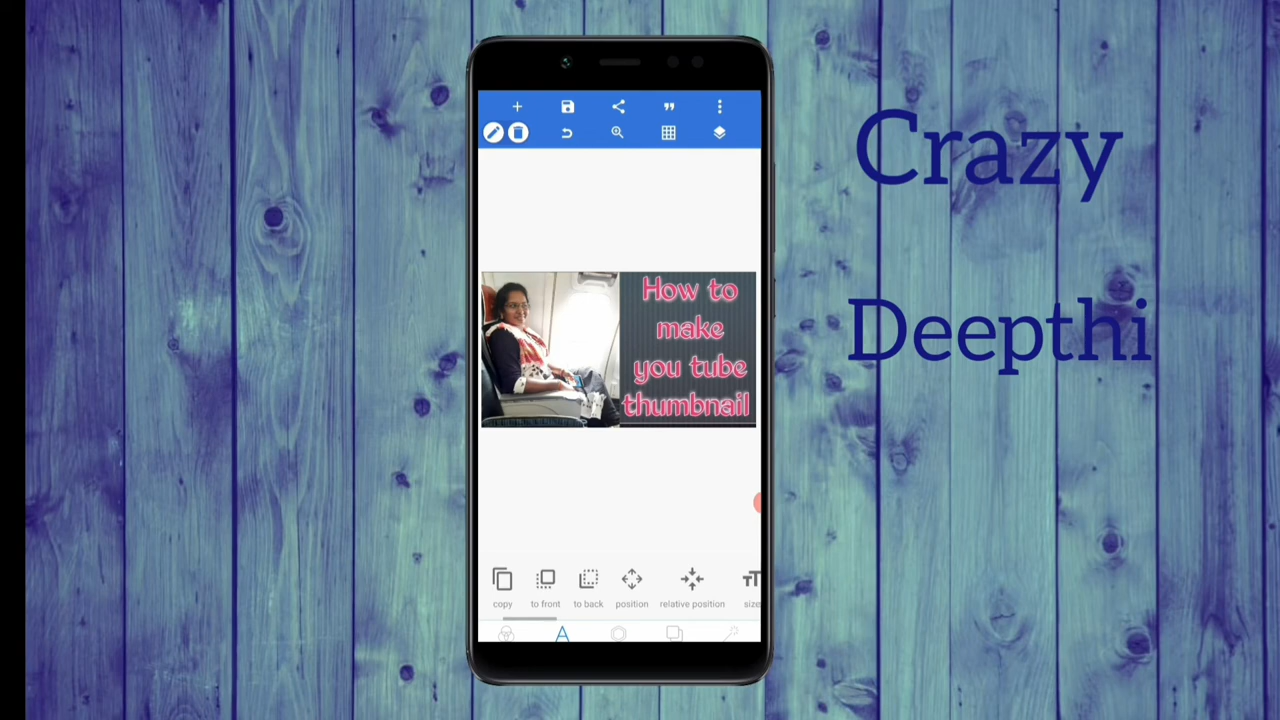 Crazy
Deepthi
How to
make
you tube
thumbnail
copy
to front
to back
position
relative position
size